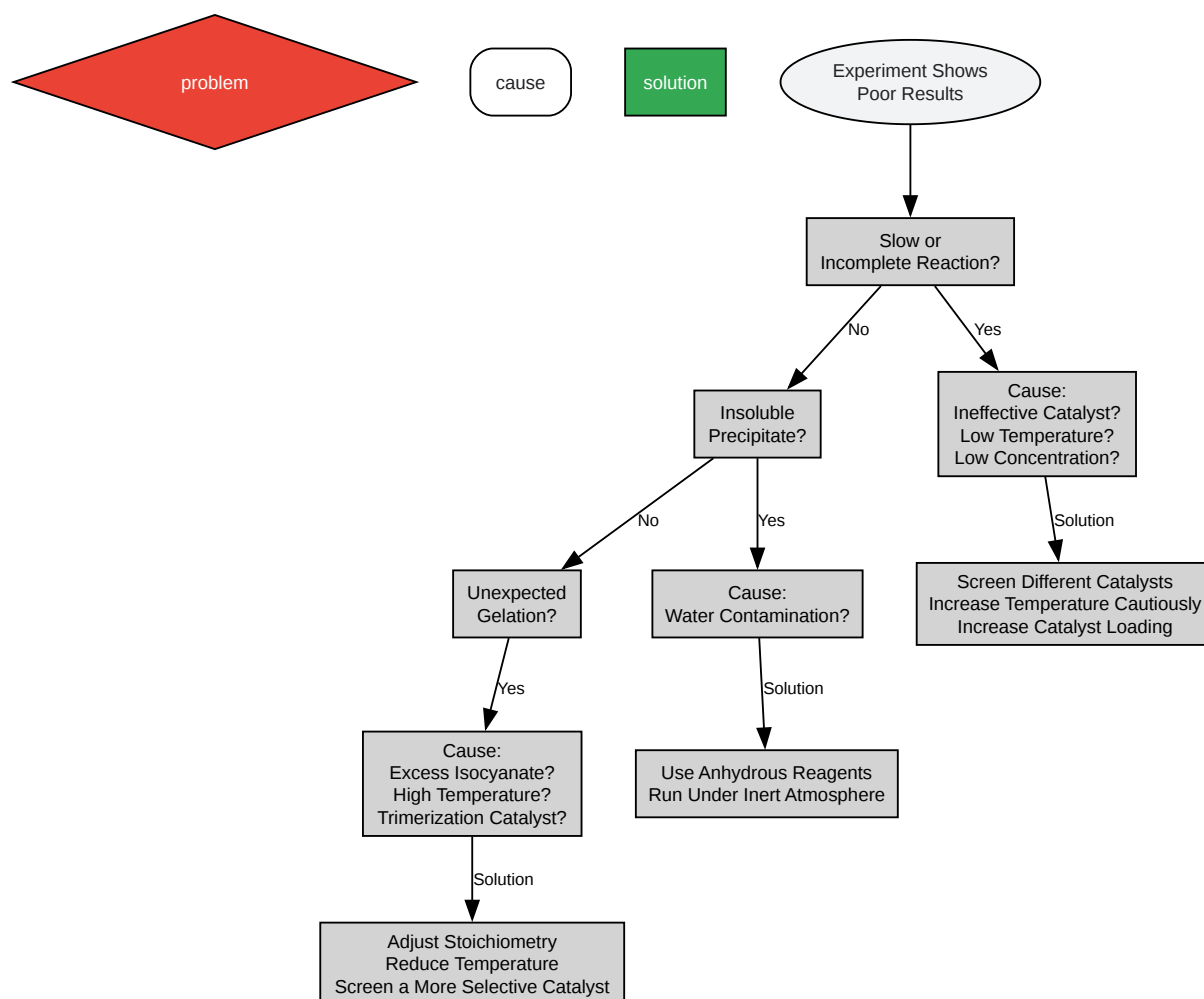 problem
cause
solution
Experiment Shows
Poor Results
Slow or
Incomplete Reaction?
No
Yes
Insoluble
Precipitate?
Cause:
Ineffective Catalyst?
Low Temperature?
Low Concentration?
No
Yes
Solution
Unexpected
Gelation?
Cause:
Water Contamination?
Screen Different Catalysts
Increase Temperature Cautiously
Increase Catalyst Loading
Yes
Solution
Cause:
Excess Isocyanate?
High Temperature?
Trimerization Catalyst?
Use Anhydrous Reagents
Run Under Inert Atmosphere
Solution
Adjust Stoichiometry
Reduce Temperature
Screen a More Selective Catalyst